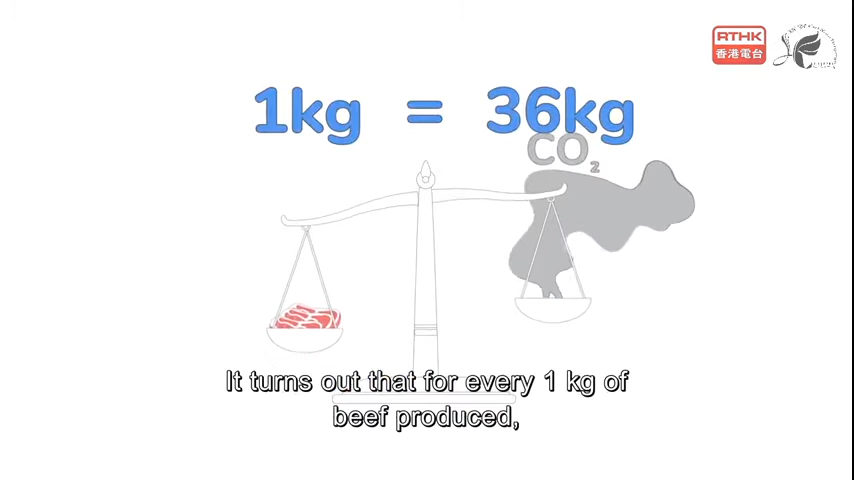 RTHK
香港電台
1kg = 36kg
CO₂
It turns out that for every 1 kg of
beef produced,